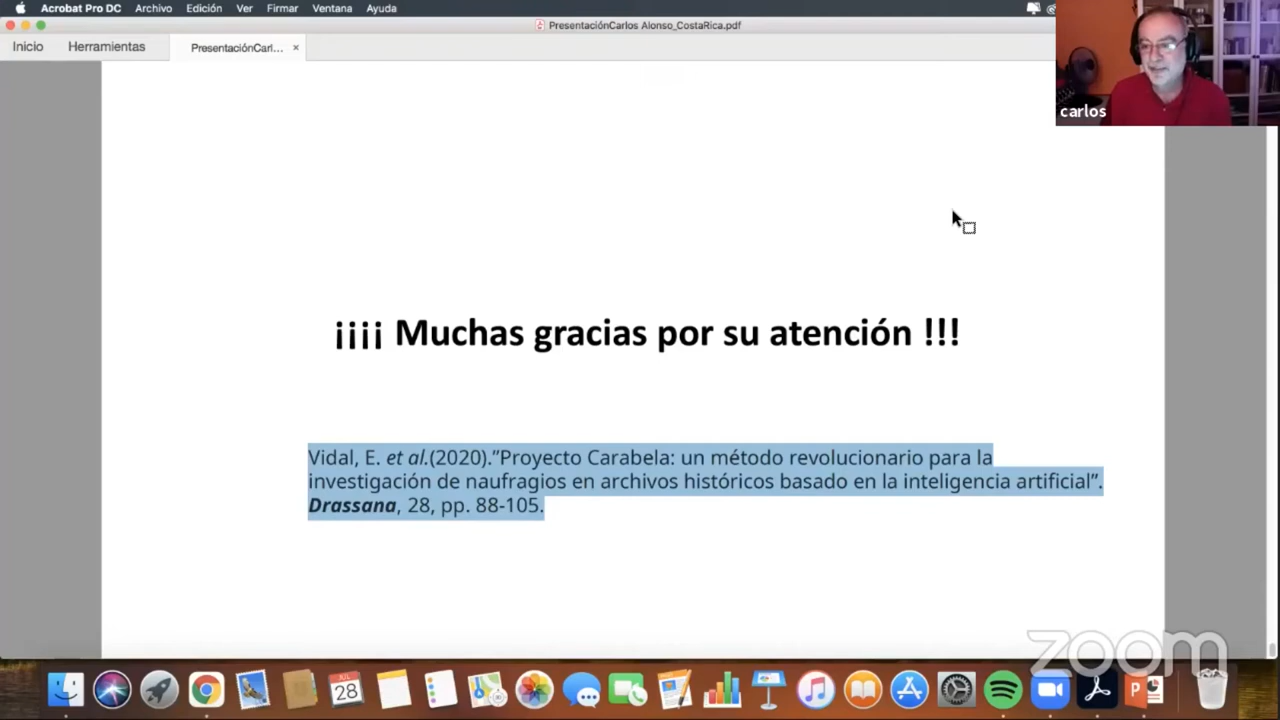 Acrobat Pro DC Archivo Edición Ver Firmar Ventana Ayuda
PresentaciónCarlos Alonso_CostaRica.pdf
Inicio Herramientas PresentaciónCarl... ×
carlos
¡¡¡¡ Muchas gracias por su atención !!!
Vidal, E. et al.(2020).”Proyecto Carabela: un método revolucionario para la
investigación de naufragios en archivos históricos basado en la inteligencia artificial”.
Drassana, 28, pp. 88-105.
zoom
JUL
28